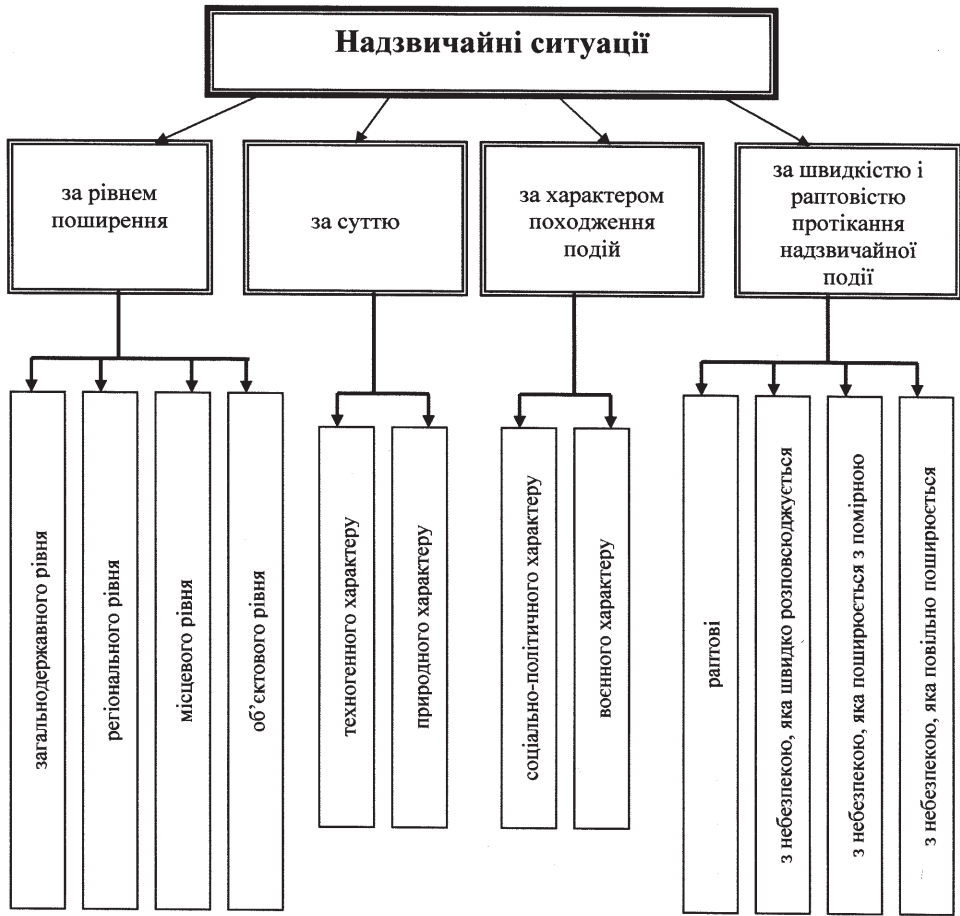 Надзвичайні ситуації
за рівнем
поширення
за суттю
за характером
походження
подій
за швидкістю і
раптовістю
протікання
надзвичайної
події
загальнодержавного рівня
регіонального рівня
місцевого рівня
об’єктового рівня
техногенного характеру
природного характеру
соціально-політичного характеру
воєнного характеру
раптові
з небезпекою, яка швидко розповсюджується
з небезпекою, яка поширюється з помірною
з небезпекою, яка повільно поширюється